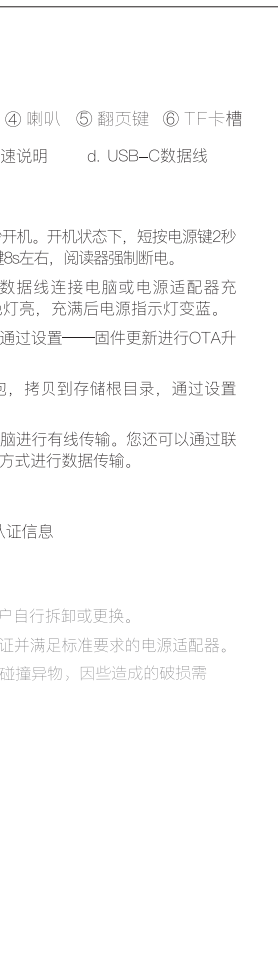 ④ 喇叭 ⑤ 翻页键 ⑥ TF卡槽
速说明 d. USB–C数据线
开机。开机状态下，短按电源键2秒
键8s左右，阅读器强制断电。
数据线连接电脑或电源适配器充
色灯亮，充满后电源指示灯变蓝。
通过设置——固件更新进行OTA升
包，拷贝到存储根目录，通过设置
脑进行有线传输。您还可以通过联
方式进行数据传输。
认证信息
户自行拆卸或更换。
证并满足标准要求的电源适配器。
碰撞异物，因些造成的破损需